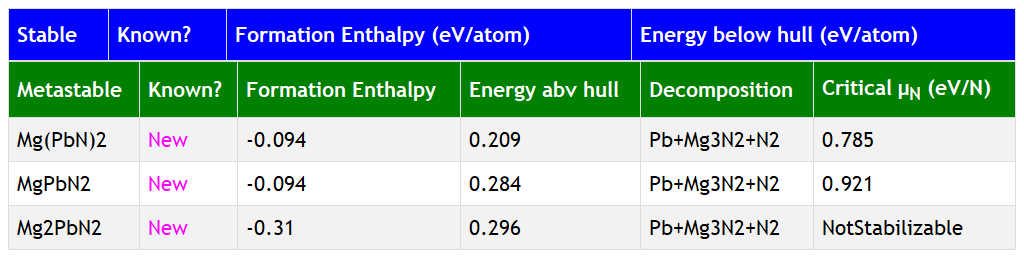 Stable Known? Formation Enthalpy (eV/atom) Energy below hull (eV/atom)
Metastable Known? Formation Enthalpy Energy abv hull Decomposition Critical μN (eV/N)
Mg(PbN)2 New -0.094 0.209 Pb+Mg3N2+N2 0.785
MgPbN2 New -0.094 0.284 Pb+Mg3N2+N2 0.921
Mg2PbN2 New -0.31 0.296 Pb+Mg3N2+N2 NotStabilizable